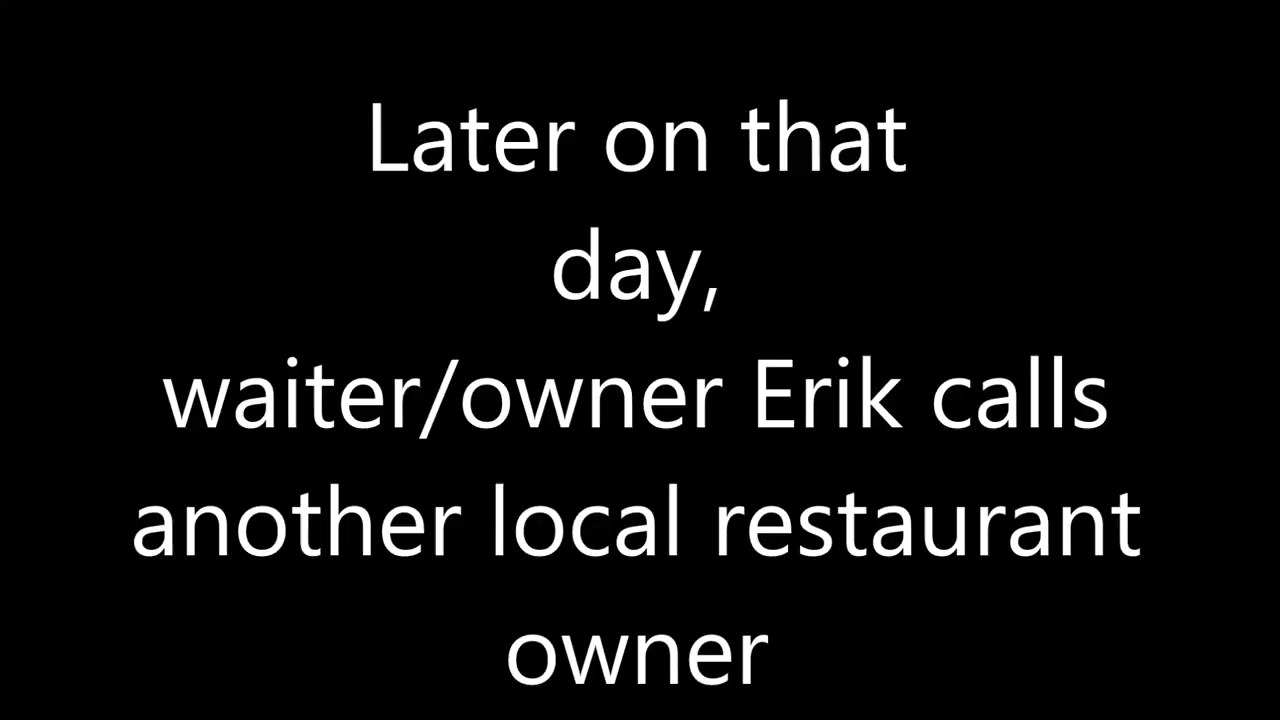 Later on that
day,
waiter/owner Erik calls
another local restaurant
owner